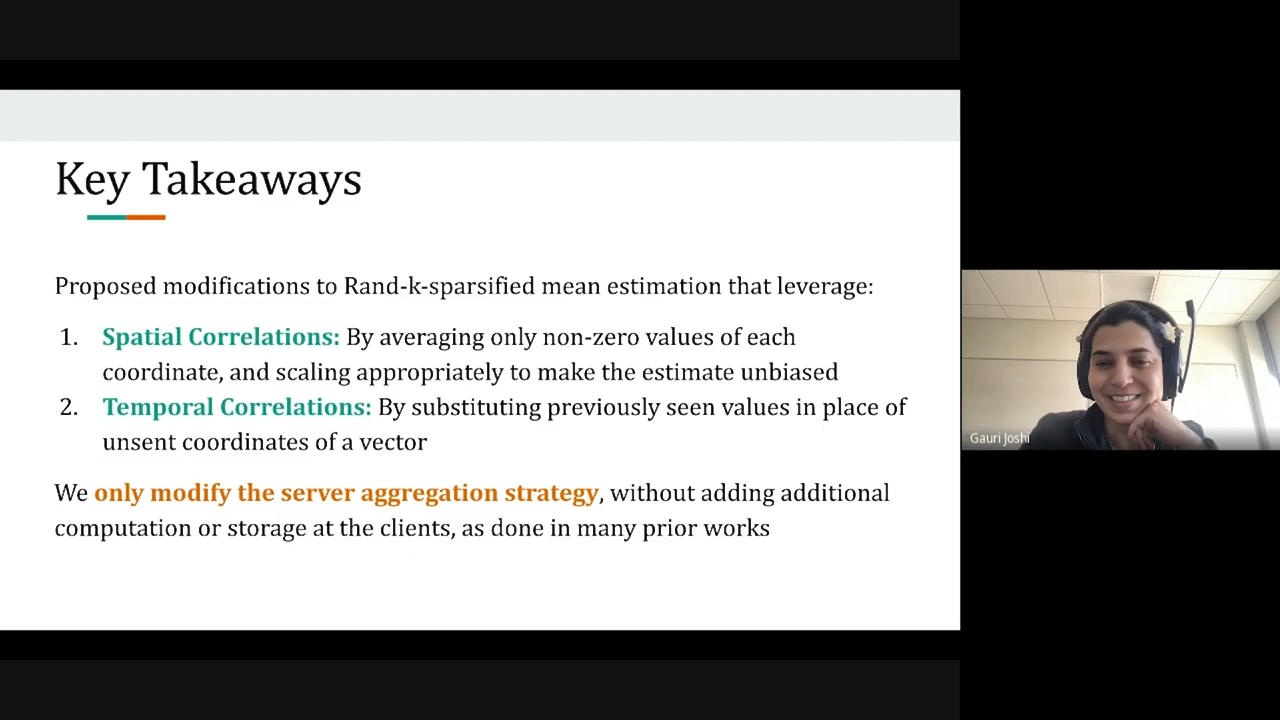 Key Takeaways
Proposed modifications to Rand-k-sparsified mean estimation that leverage:
1. Spatial Correlations: By averaging only non-zero values of each
coordinate, and scaling appropriately to make the estimate unbiased
2. Temporal Correlations: By substituting previously seen values in place of
unsent coordinates of a vector
We only modify the server aggregation strategy, without adding additional
computation or storage at the clients, as done in many prior works
Gauri Joshi